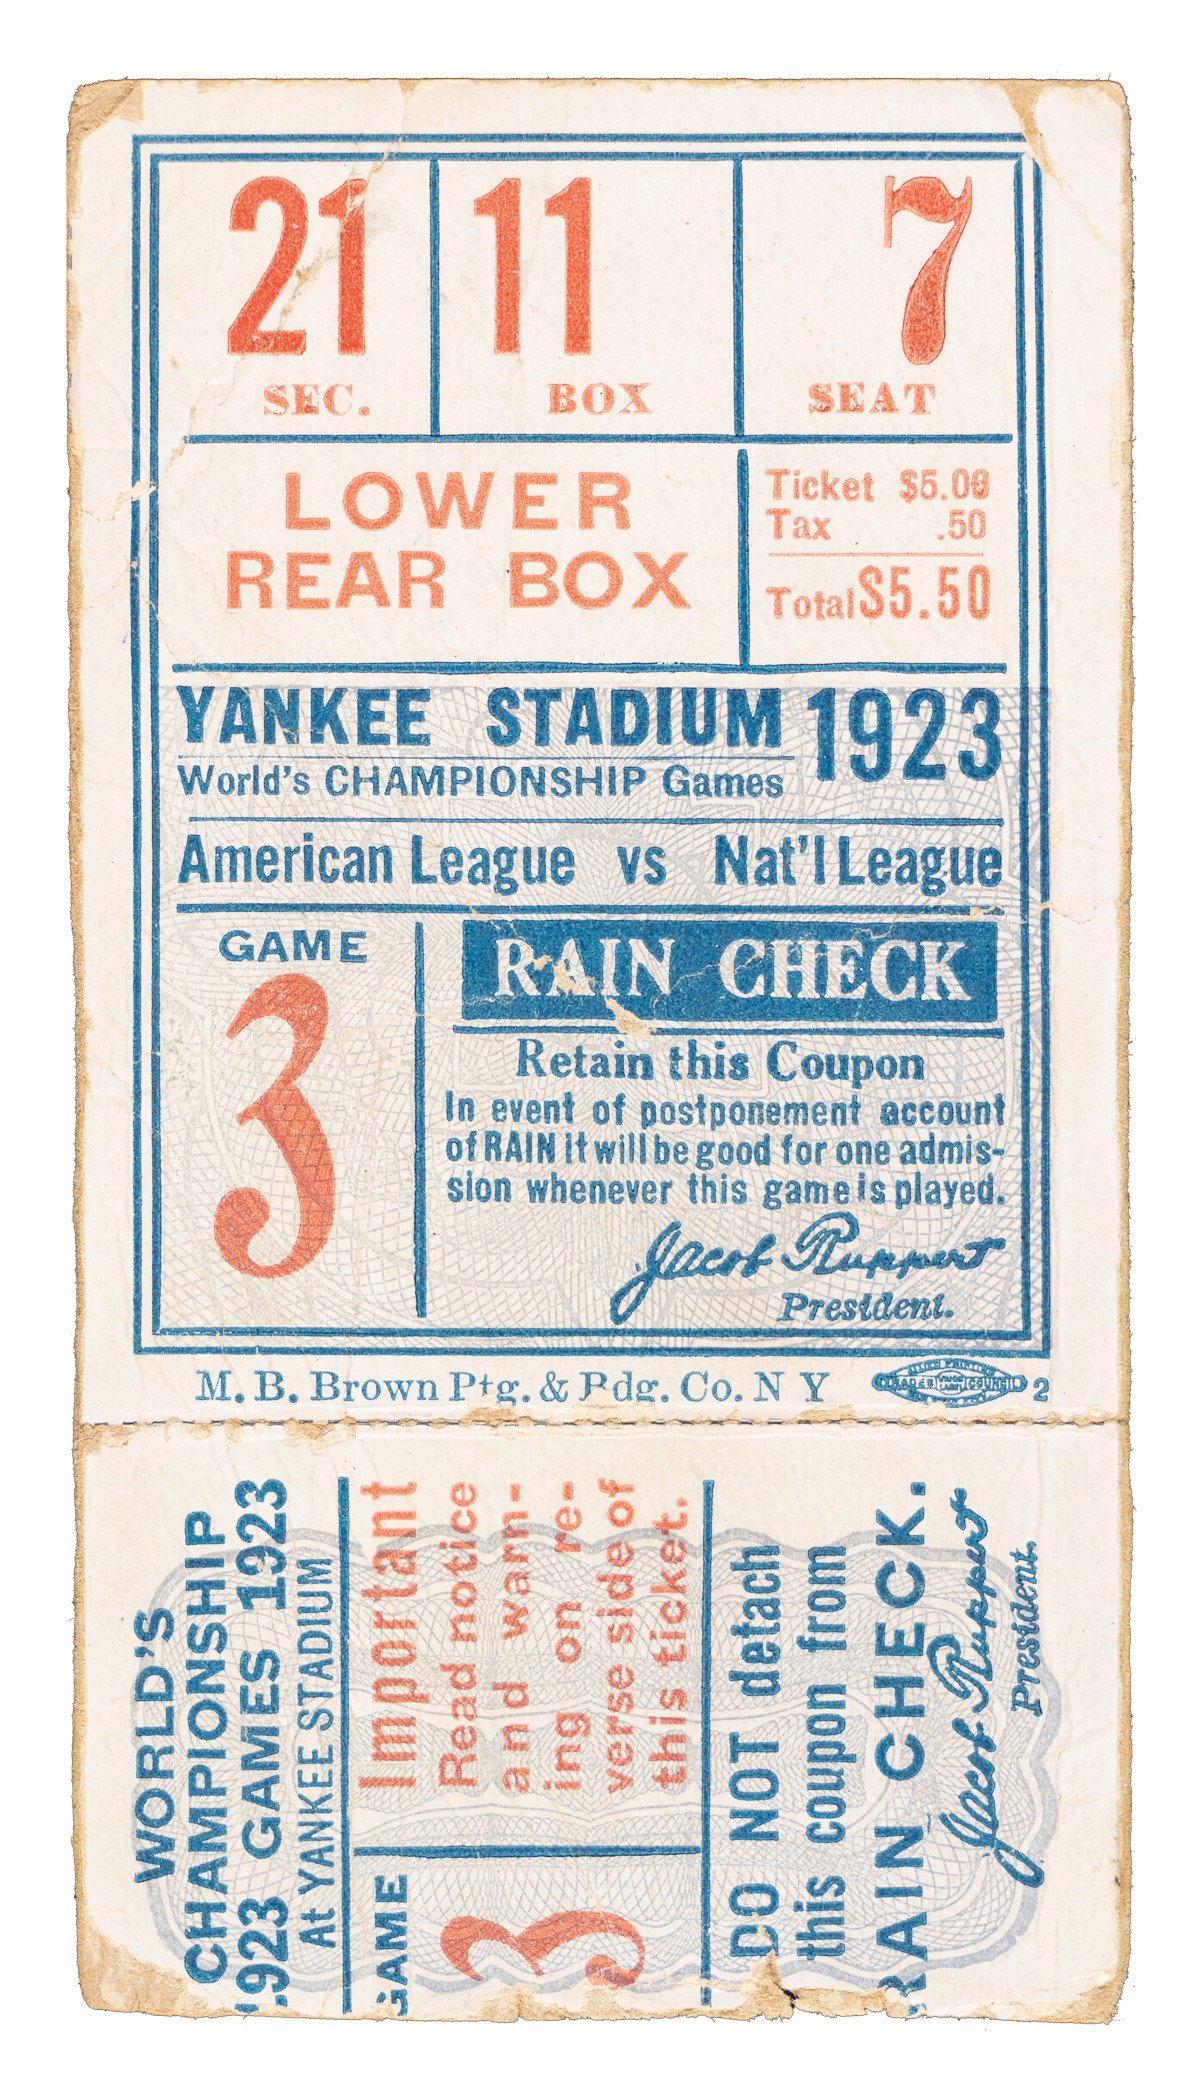 21 11 7
SEC. BOX SEAT
LOWER
REAR BOX
Ticket $5.00
Tax .50
Total $5.50
YANKEE STADIUM 1923
World's CHAMPIONSHIP Games
American League vs Nat'l League
GAME
3
RAIN CHECK
Retain this Coupon
In event of postponement account
of RAIN it will be good for one admis-
sion whenever this game is played.
Jacob Ruppert
President.
M. B. Brown Ptg. & Bdg. Co. N Y
2
WORLD'S
CHAMPIONSHIP
1923 GAMES 1923
At YANKEE STADIUM
GAME
3
Important
Read notice
and warn-
ing on re-
verse side of
this ticket.
DO NOT detach
this coupon from
RAIN CHECK.
Jacob Ruppert
President.